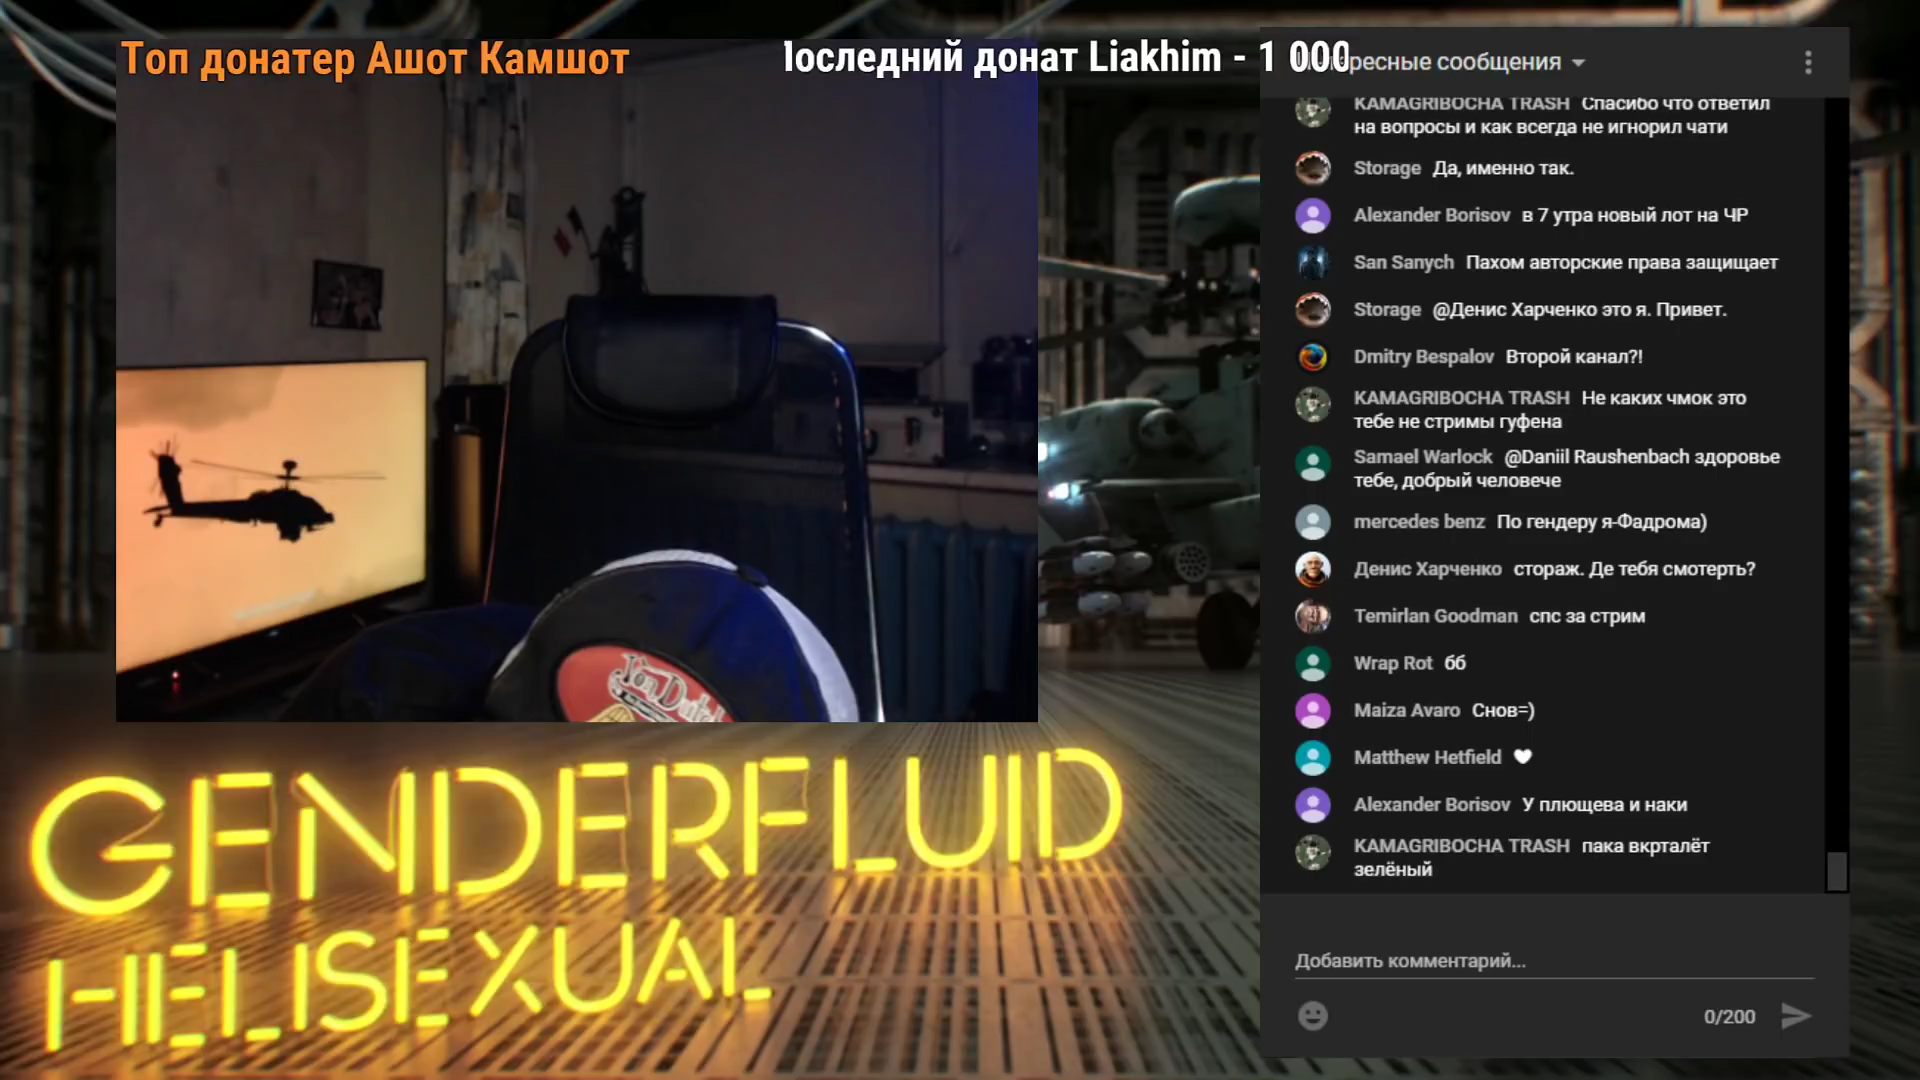 Топ донатер Ашот Камшот
Последний донат Liakhim - 1 000
ресные сообщения
KAMAGRIBOCHA TRASH Спасибо что ответил
на вопросы и как всегда не игнорил чати
Storage Да, именно так.
Alexander Borisov в 7 утра новый лот на ЧР
San Sanych Пахом авторские права защищает
Storage @Денис Харченко это я. Привет.
Dmitry Bespalov Второй канал?!
KAMAGRIBOCHA TRASH Не каких чмок это
тебе не стримы гуфена
Samael Warlock @Daniil Raushenbach здоровье
тебе, добрый человече
mercedes benz По гендеру я-Фадрома)
Денис Харченко стораж. Де тебя смотерть?
Temirlan Goodman спс за стрим
Wrap Rot бб
Maiza Avaro Снов=)
Matthew Hetfield 🤍
Alexander Borisov У плющева и наки
KAMAGRIBOCHA TRASH пака вкрталёт
зелёный
Добавить комментарий...
0/200
Von Dutch
GENDERFLUID
HELISEXUAL